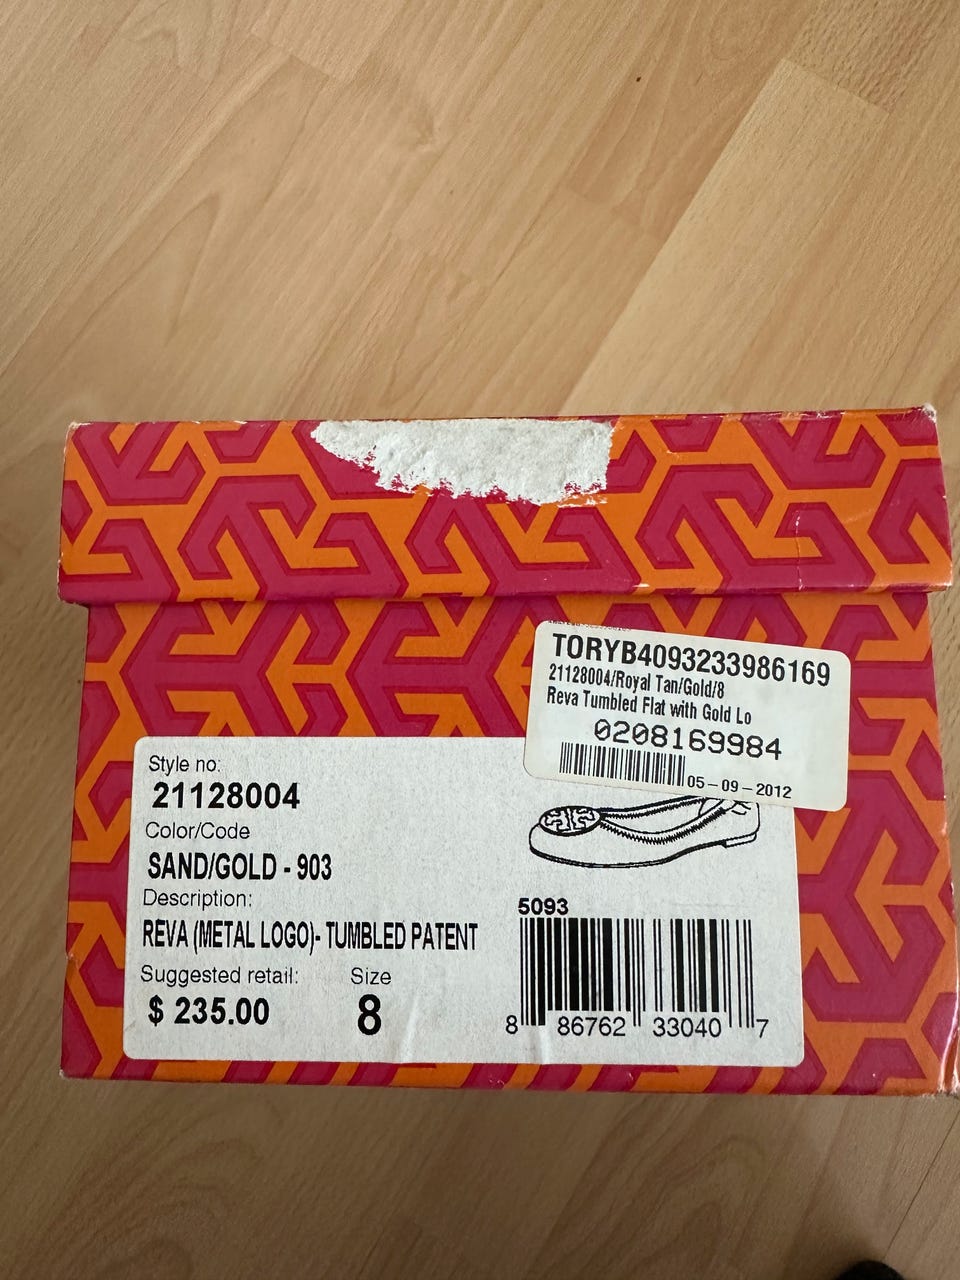 TORYB4093233986169
21128004/Royal Tan/Gold/8
Reva Tumbled Flat with Gold Lo
0208169984
05-09-2012
Style no:
21128004
Color/Code
SAND/GOLD - 903
Description:
REVA (METAL LOGO)- TUMBLED PATENT
Suggested retail: Size
$ 235.00 8
5093
8 86762 33040 7